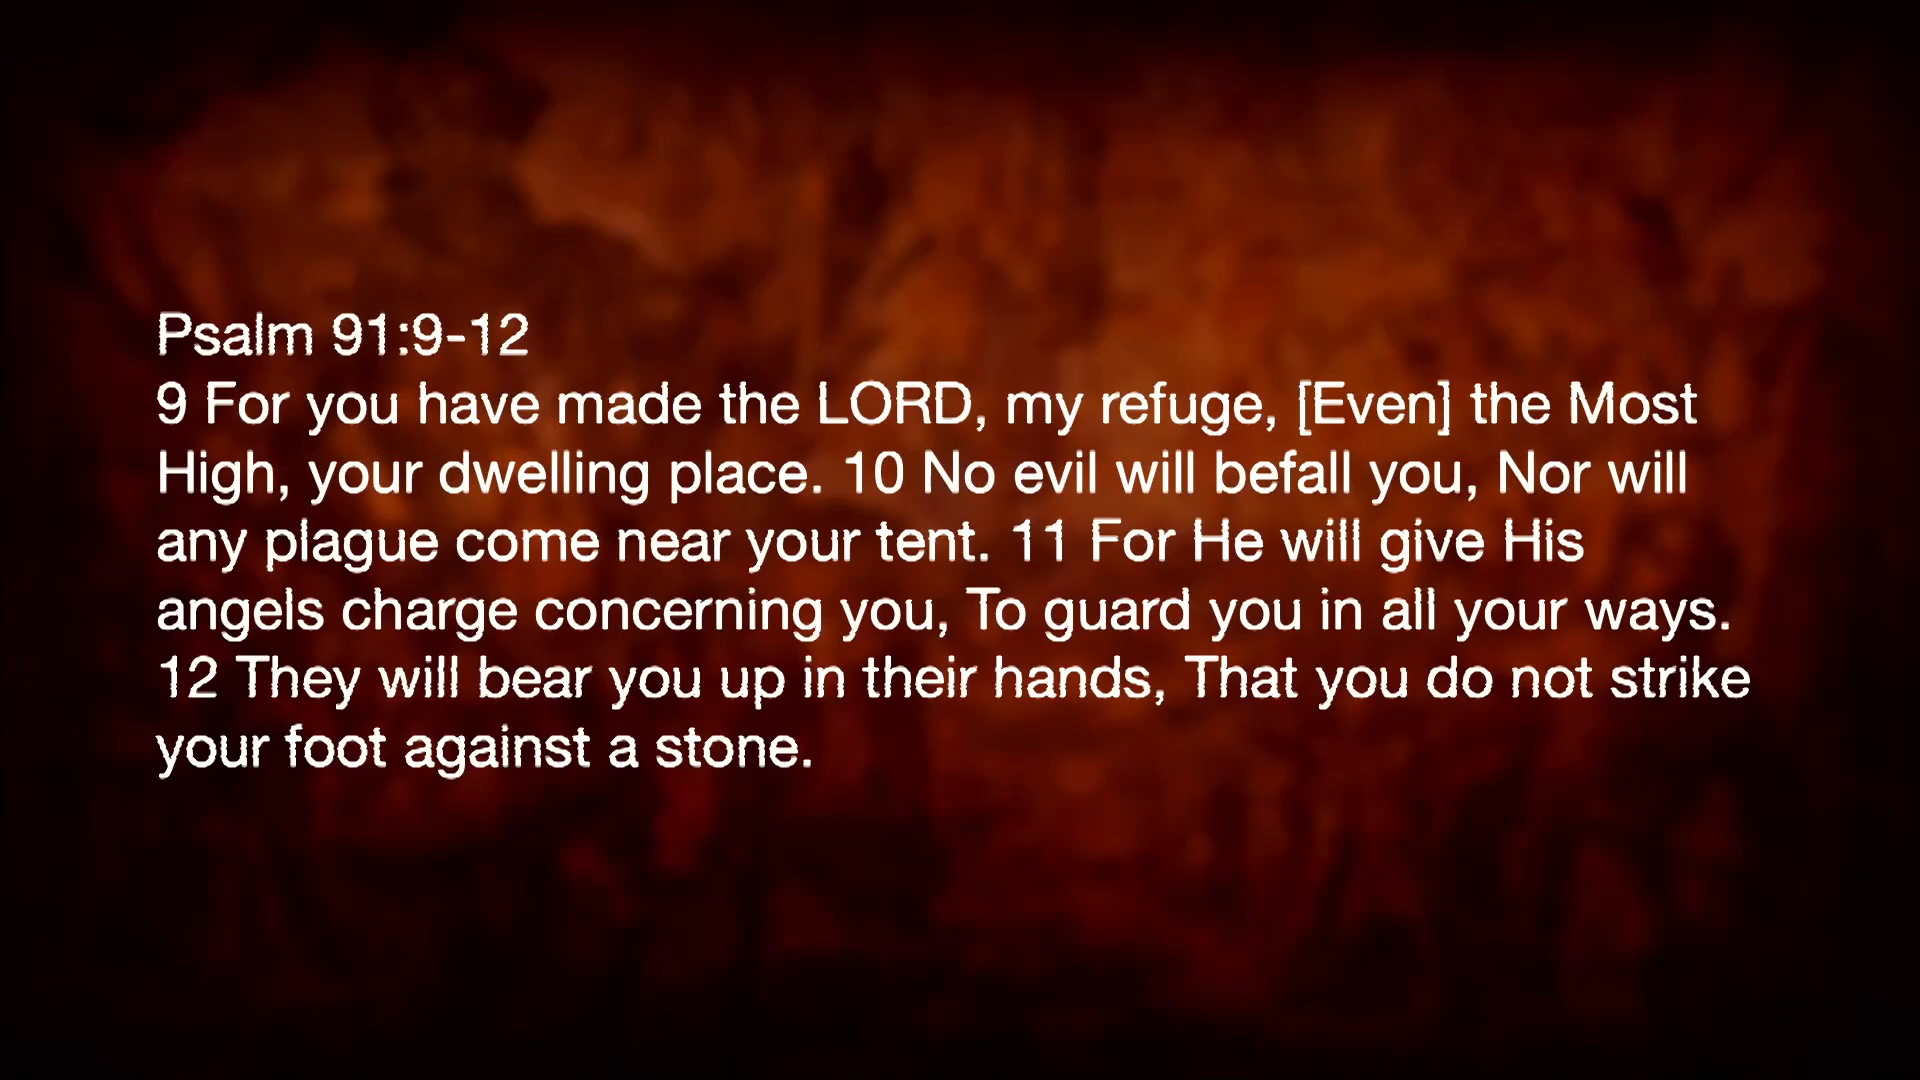 Psalm 91:9-12
9 For you have made the LORD, my refuge, [Even] the Most
High, your dwelling place. 10 No evil will befall you, Nor will
any plague come near your tent. 11 For He will give His
angels charge concerning you, To guard you in all your ways.
12 They will bear you up in their hands, That you do not strike
your foot against a stone.